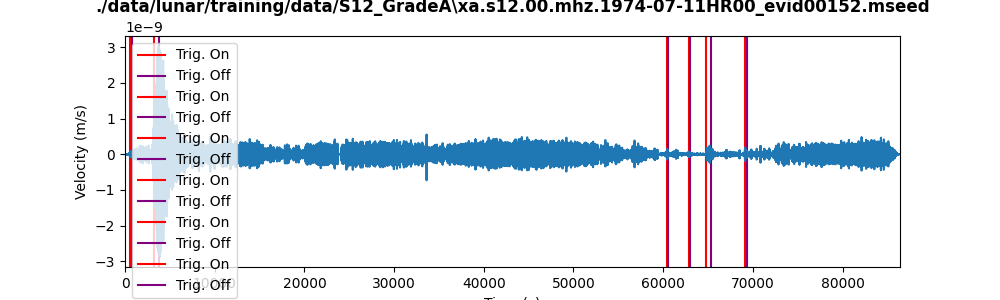 ./data/lunar/training/data/S12_GradeA\xa.s12.00.mhz.1974-07-11HR00_evid00152.mseed
1e−9
3
2
1
0
−1
−2
−3
Velocity (m/s)
Trig. On
Trig. Off
Trig. On
Trig. Off
Trig. On
Trig. Off
Trig. On
Trig. Off
Trig. On
Trig. Off
Trig. On
Trig. Off
0 10000 20000 30000 40000 50000 60000 70000 80000